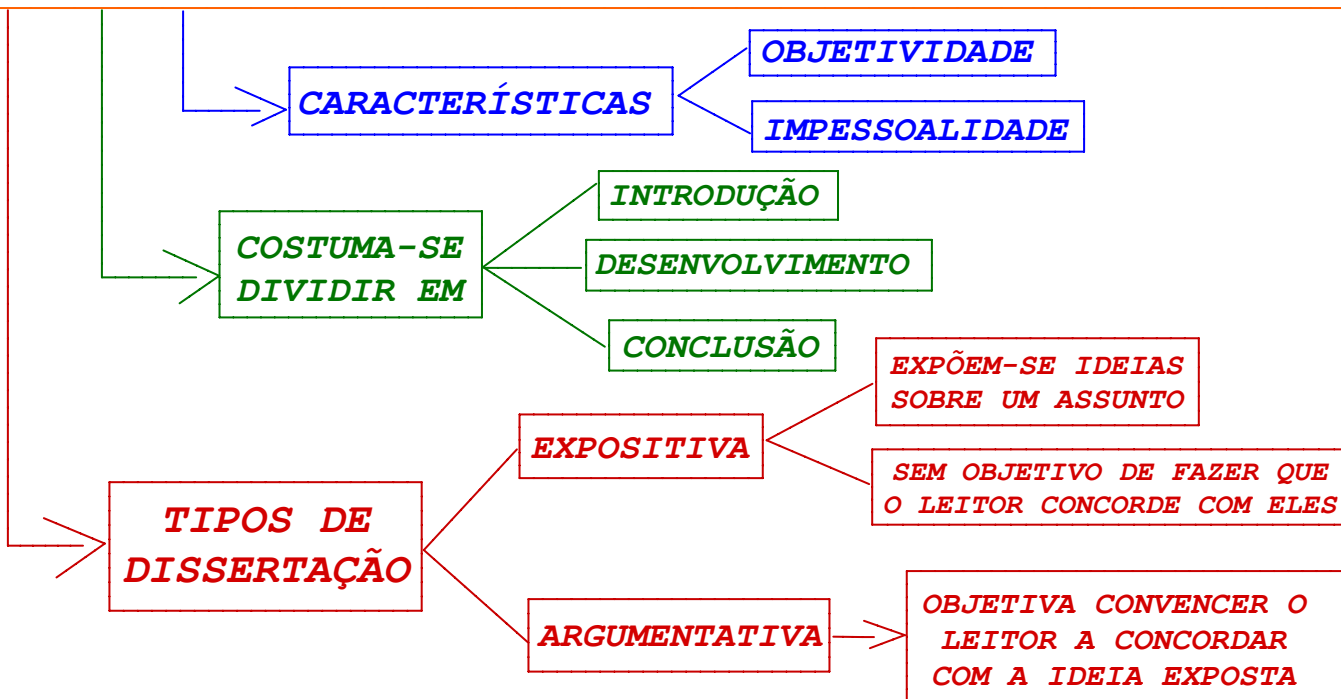 CARACTERÍSTICAS
OBJETIVIDADE
IMPESSOALIDADE
COSTUMA-SE
DIVIDIR EM
INTRODUÇÃO
DESENVOLVIMENTO
CONCLUSÃO
TIPOS DE
DISSERTAÇÃO
EXPOSITIVA
EXPÕEM-SE IDEIAS
SOBRE UM ASSUNTO
SEM OBJETIVO DE FAZER QUE
O LEITOR CONCORDE COM ELES
ARGUMENTATIVA
OBJETIVA CONVENCER O
LEITOR A CONCORDAR
COM A IDEIA EXPOSTA